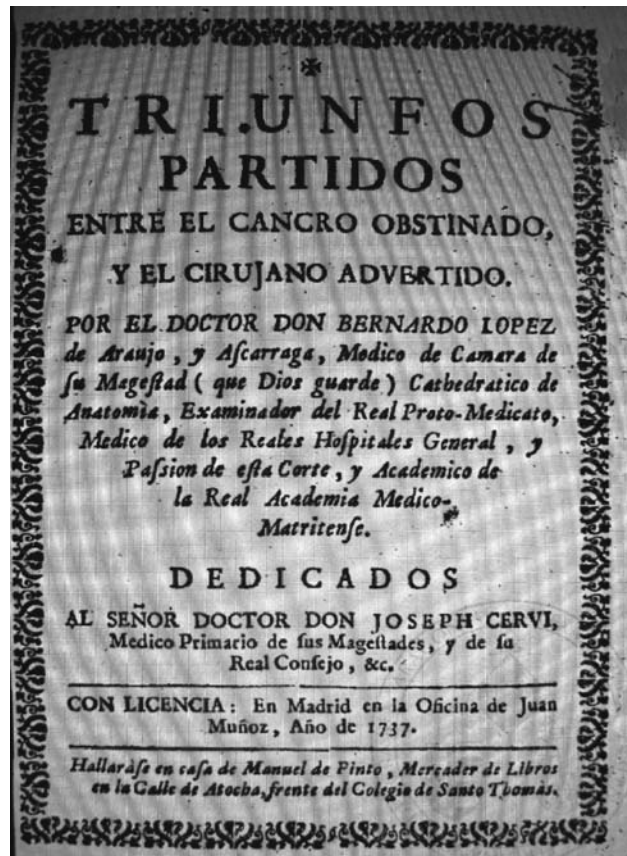 TRIUNFOS
PARTIDOS
ENTRE EL CANCRO OBSTINADO,
Y EL CIRUJANO ADVERTIDO.
POR EL DOCTOR DON BERNARDO LOPEZ
de Araujo, y Aſcarraga, Medico de Camara de
ſu Mageſtad ( que Dios guarde ) Cathedratico de
Anatomia, Examinador del Real Proto-Medicato,
Medico de los Reales Hoſpitales General, y
Paſsion de eſta Corte, y Academico de
la Real Academia Medico-
Matritenſe.
DEDICADOS
AL SEÑOR DOCTOR DON JOSEPH CERVI,
Medico Primario de ſus Mageſtades, y de ſu
Real Conſejo, &c.
CON LICENCIA: En Madrid en la Oficina de Juan
Muñoz, Año de 1737.
Hallaràſe en caſa de Manuel de Pinto, Mercader de Libros
en la Calle de Atocha, frente del Colegio de Santo Thomàs.